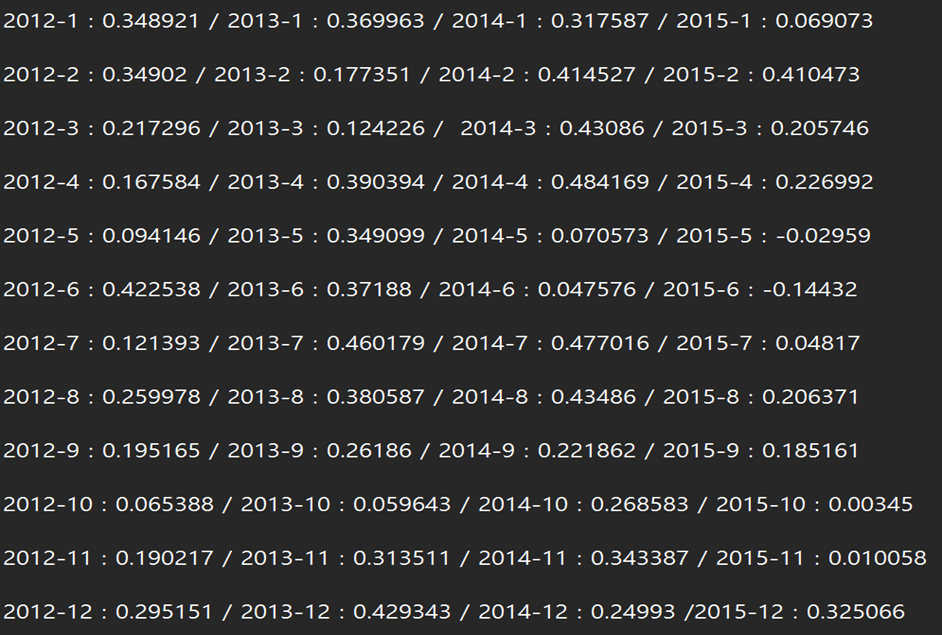 2012-1 : 0.348921 / 2013-1 : 0.369963 / 2014-1 : 0.317587 / 2015-1 : 0.069073
2012-2 : 0.34902 / 2013-2 : 0.177351 / 2014-2 : 0.414527 / 2015-2 : 0.410473
2012-3 : 0.217296 / 2013-3 : 0.124226 /  2014-3 : 0.43086 / 2015-3 : 0.205746
2012-4 : 0.167584 / 2013-4 : 0.390394 / 2014-4 : 0.484169 / 2015-4 : 0.226992
2012-5 : 0.094146 / 2013-5 : 0.349099 / 2014-5 : 0.070573 / 2015-5 : -0.02959
2012-6 : 0.422538 / 2013-6 : 0.37188 / 2014-6 : 0.047576 / 2015-6 : -0.14432
2012-7 : 0.121393 / 2013-7 : 0.460179 / 2014-7 : 0.477016 / 2015-7 : 0.04817
2012-8 : 0.259978 / 2013-8 : 0.380587 / 2014-8 : 0.43486 / 2015-8 : 0.206371
2012-9 : 0.195165 / 2013-9 : 0.26186 / 2014-9 : 0.221862 / 2015-9 : 0.185161
2012-10 : 0.065388 / 2013-10 : 0.059643 / 2014-10 : 0.268583 / 2015-10 : 0.00345
2012-11 : 0.190217 / 2013-11 : 0.313511 / 2014-11 : 0.343387 / 2015-11 : 0.010058
2012-12 : 0.295151 / 2013-12 : 0.429343 / 2014-12 : 0.24993 /2015-12 : 0.325066